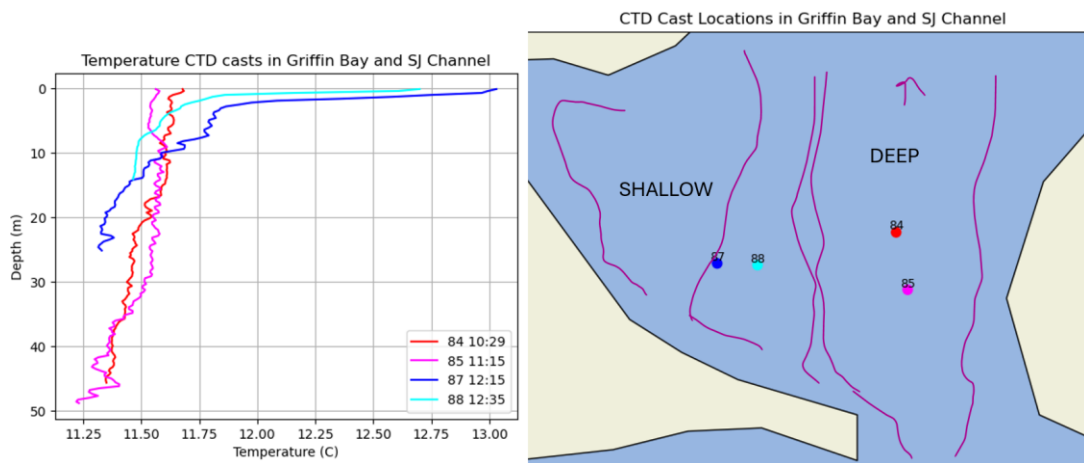 Temperature CTD casts in Griffin Bay and SJ Channel
0
10
20
30
40
50
Depth (m)
11.25 11.50 11.75 12.00 12.25 12.50 12.75 13.00
Temperature (C)
84 10:29
85 11:15
87 12:15
88 12:35
CTD Cast Locations in Griffin Bay and SJ Channel
DEEP
SHALLOW
84
87
88
85